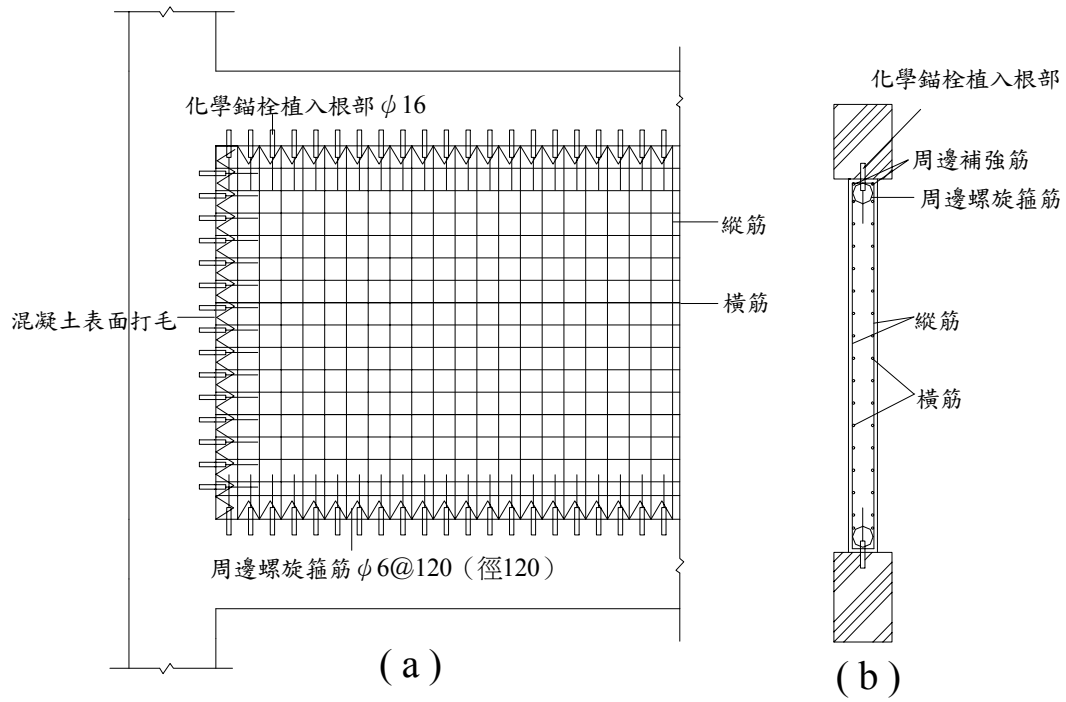 化學錨栓植入根部ψ16
縱筋
橫筋
混凝土表面打毛
周邊螺旋箍筋ψ6@120（徑120）
( a )
化學錨栓植入根部
周邊補強筋
周邊螺旋箍筋
縱筋
橫筋
( b )